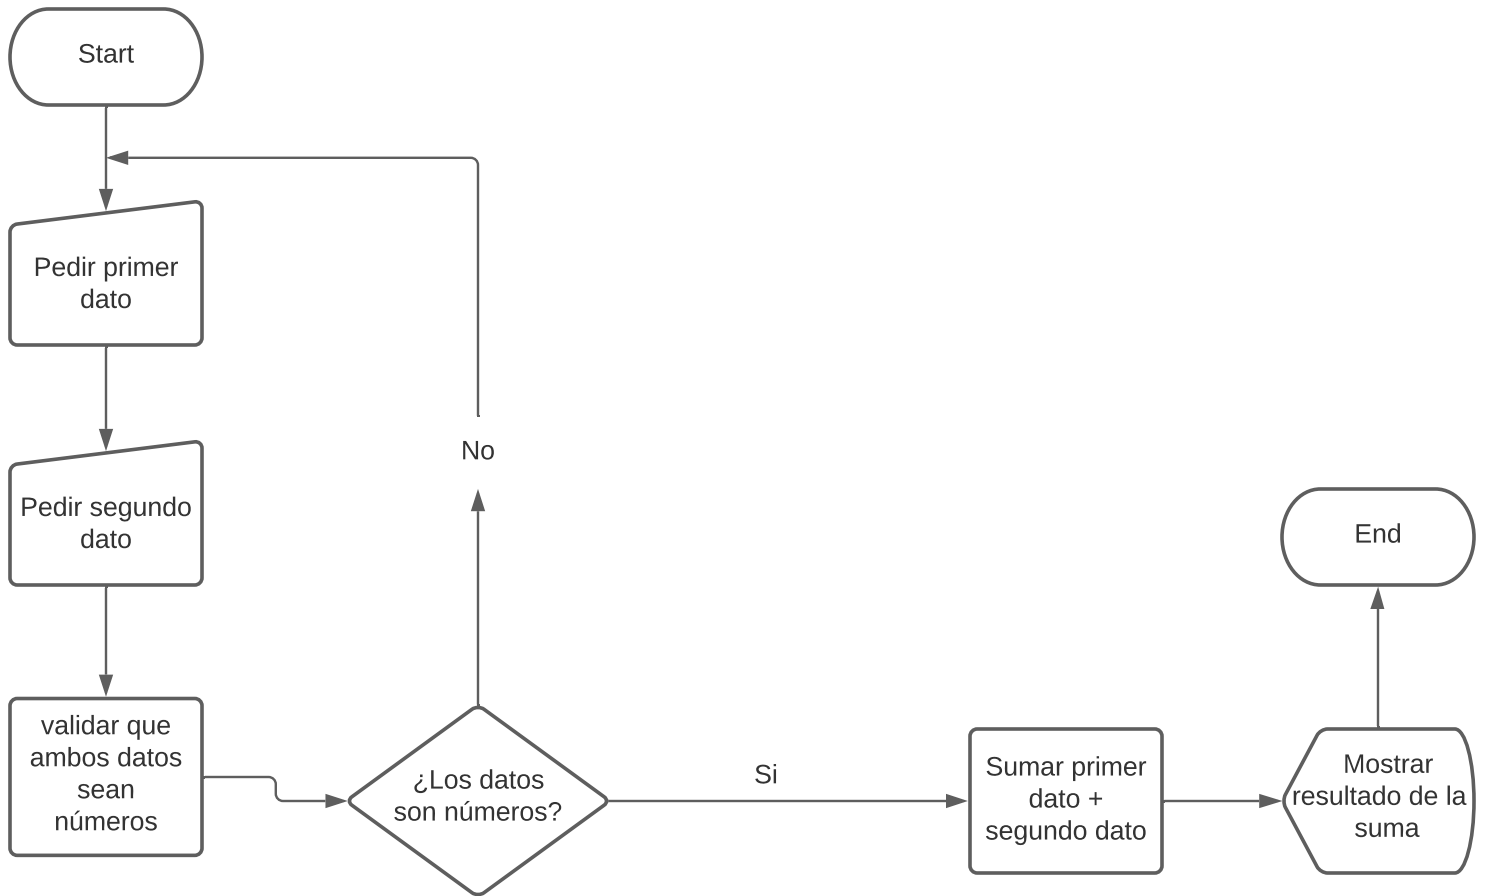 Start
Pedir primer
dato
Pedir segundo
dato
validar que
ambos datos
sean
números
¿Los datos
son números?
No
Si
Sumar primer
dato +
segundo dato
Mostrar
resultado de la
suma
End